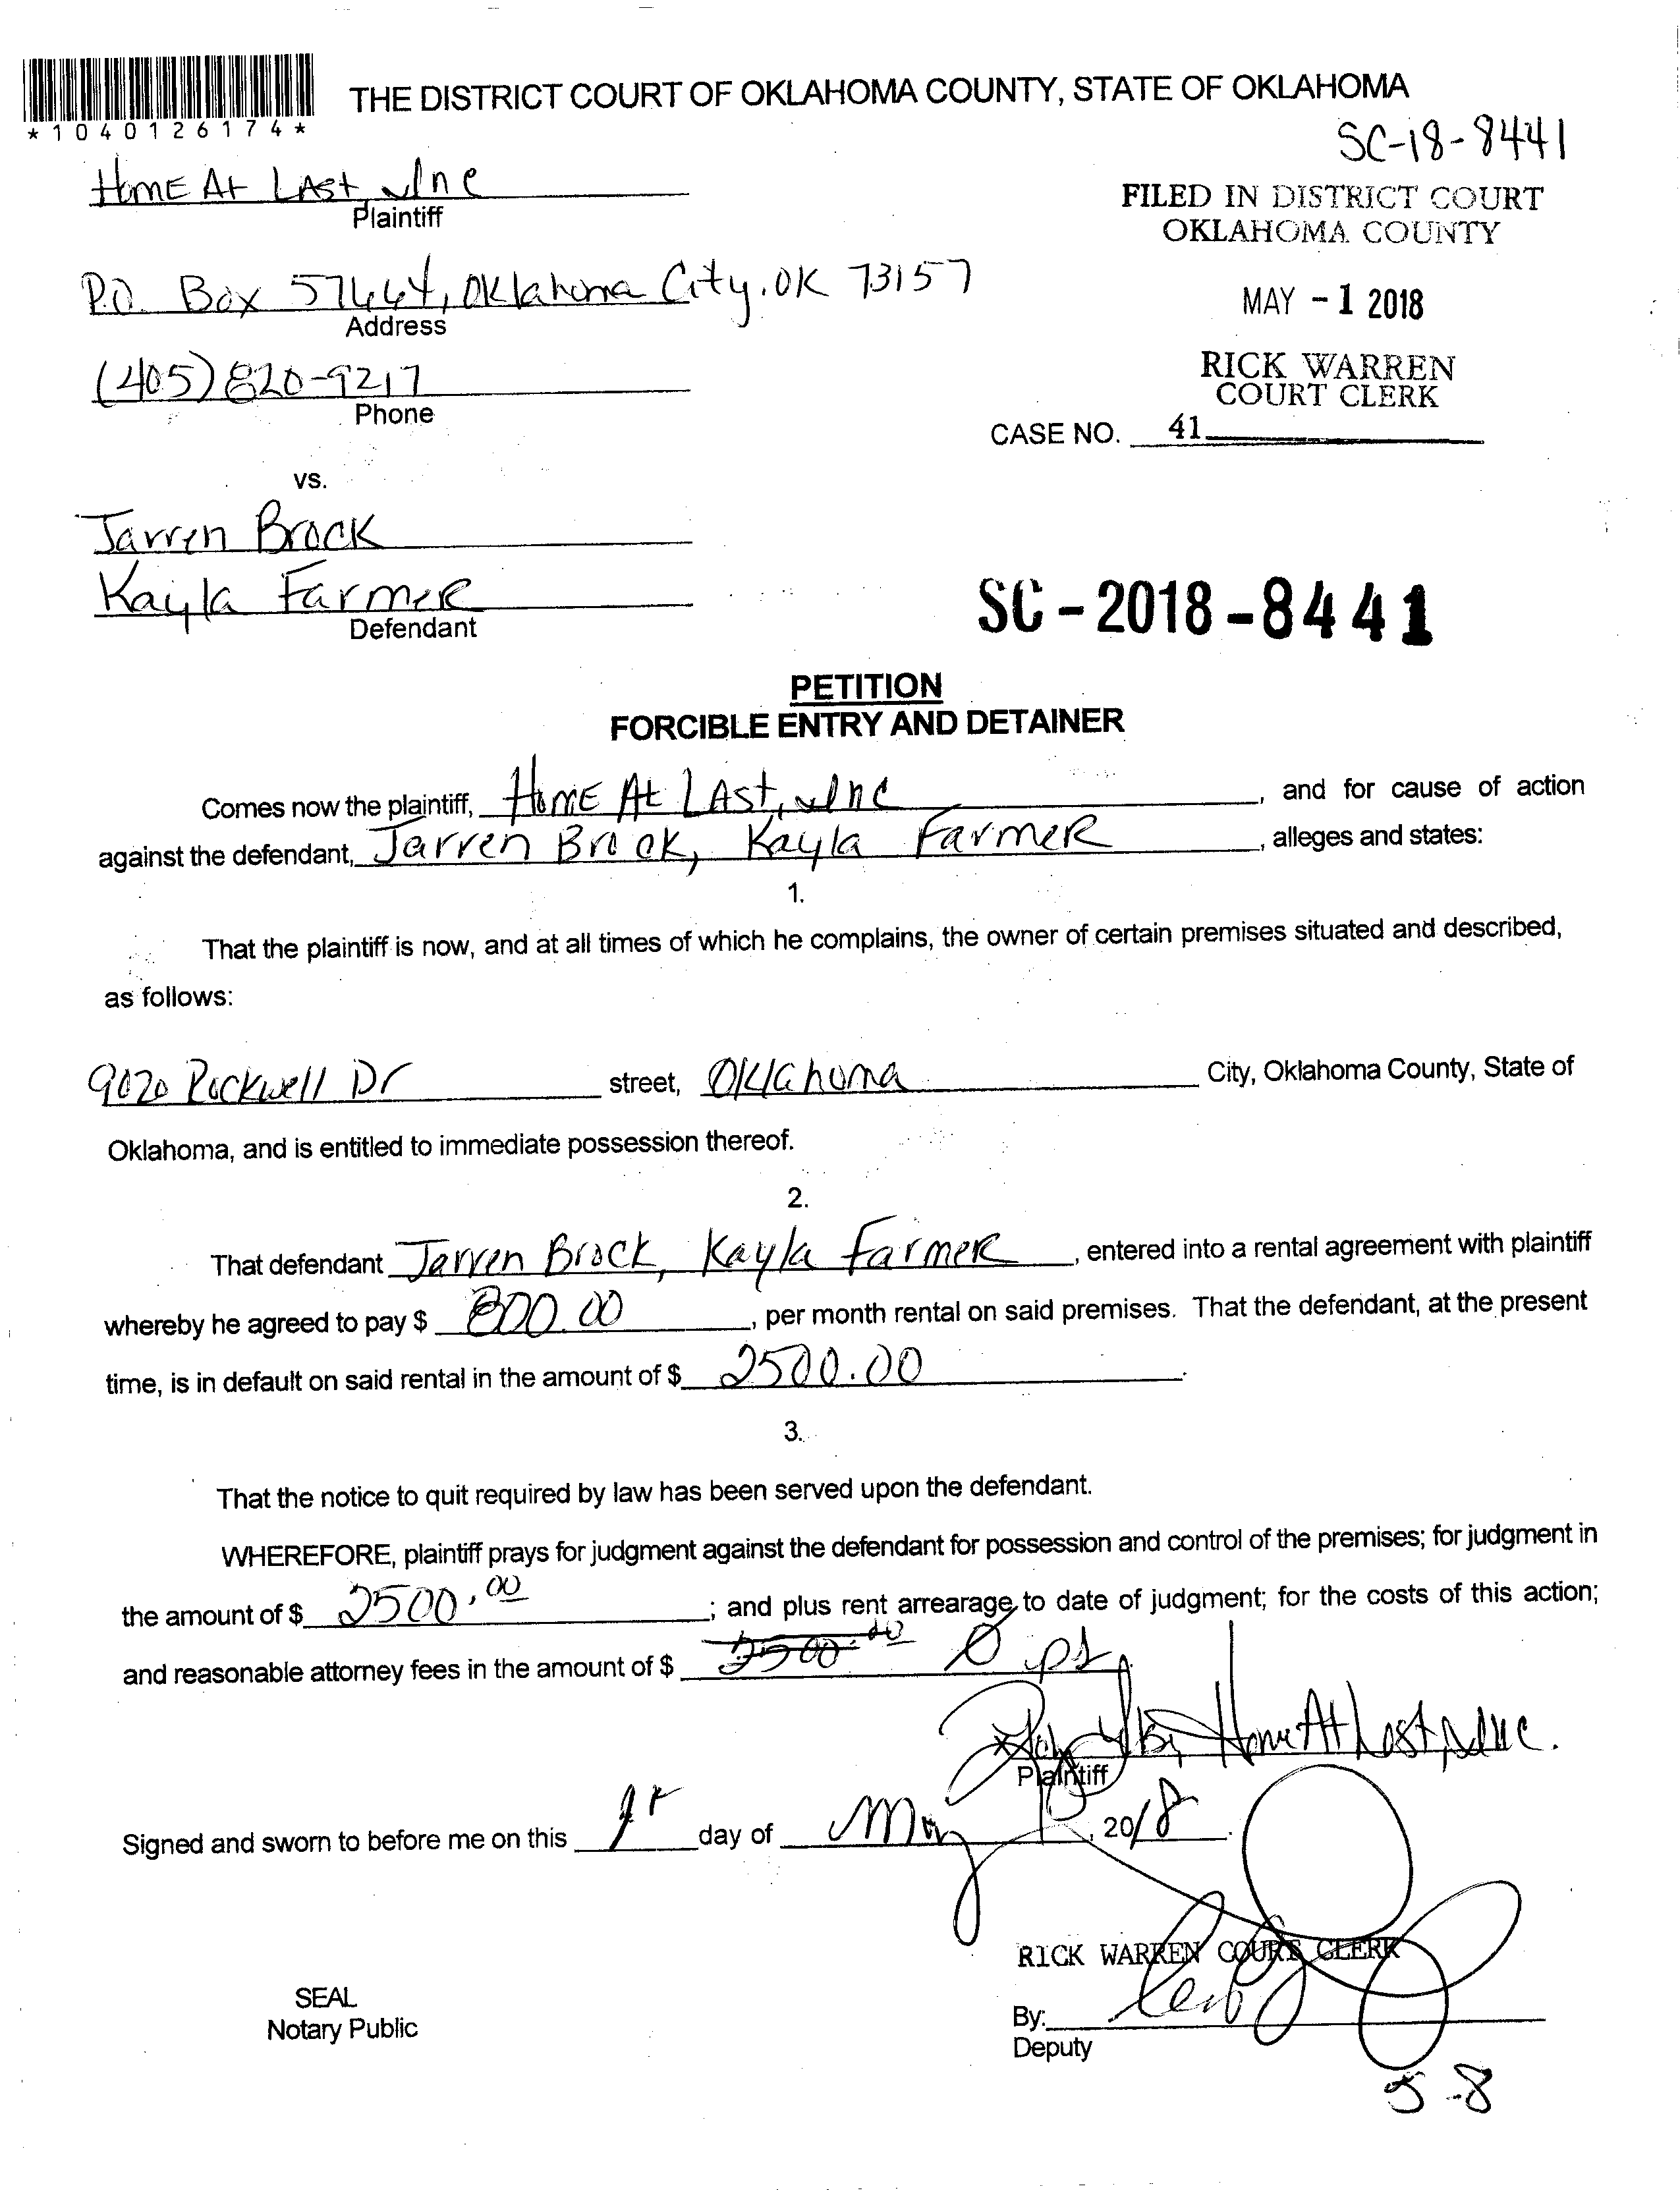 *1040126174*
THE DISTRICT COURT OF OKLAHOMA COUNTY, STATE OF OKLAHOMA
SC-18-8441
Home At Last Inc
Plaintiff
FILED IN DISTRICT COURT
OKLAHOMA COUNTY
P.O. Box 57444, Oklahoma City, OK 73157
Address
MAY -1 2018
(405) 820-9217
Phone
RICK WARREN
COURT CLERK
CASE NO. 41
vs.
Jarren Brock
Kayla Farmer
Defendant
SC-2018-8441
PETITION
FORCIBLE ENTRY AND DETAINER
Comes now the plaintiff, Home At Last, Inc, and for cause of action
against the defendant, Jarren Brock, Kayla Farmer, alleges and states:
1.
That the plaintiff is now, and at all times of which he complains, the owner of certain premises situated and described,
as follows:
9020 Rockwell Dr street, Oklahoma City, Oklahoma County, State of
Oklahoma, and is entitled to immediate possession thereof.
2.
That defendant Jarren Brock, Kayla Farmer, entered into a rental agreement with plaintiff
whereby he agreed to pay $ 800.00, per month rental on said premises. That the defendant, at the present
time, is in default on said rental in the amount of $ 2500.00.
3.
That the notice to quit required by law has been served upon the defendant.
WHEREFORE, plaintiff prays for judgment against the defendant for possession and control of the premises; for judgment in
the amount of $ 2500.00; and plus rent arrearage, to date of judgment; for the costs of this action;
and reasonable attorney fees in the amount of $ 2500.00 0
Home At Last, Inc.
Plaintiff
Signed and sworn to before me on this 1st day of May, 2018.
RICK WARREN COURT CLERK
SEAL
Notary Public
By:
Deputy
5-8